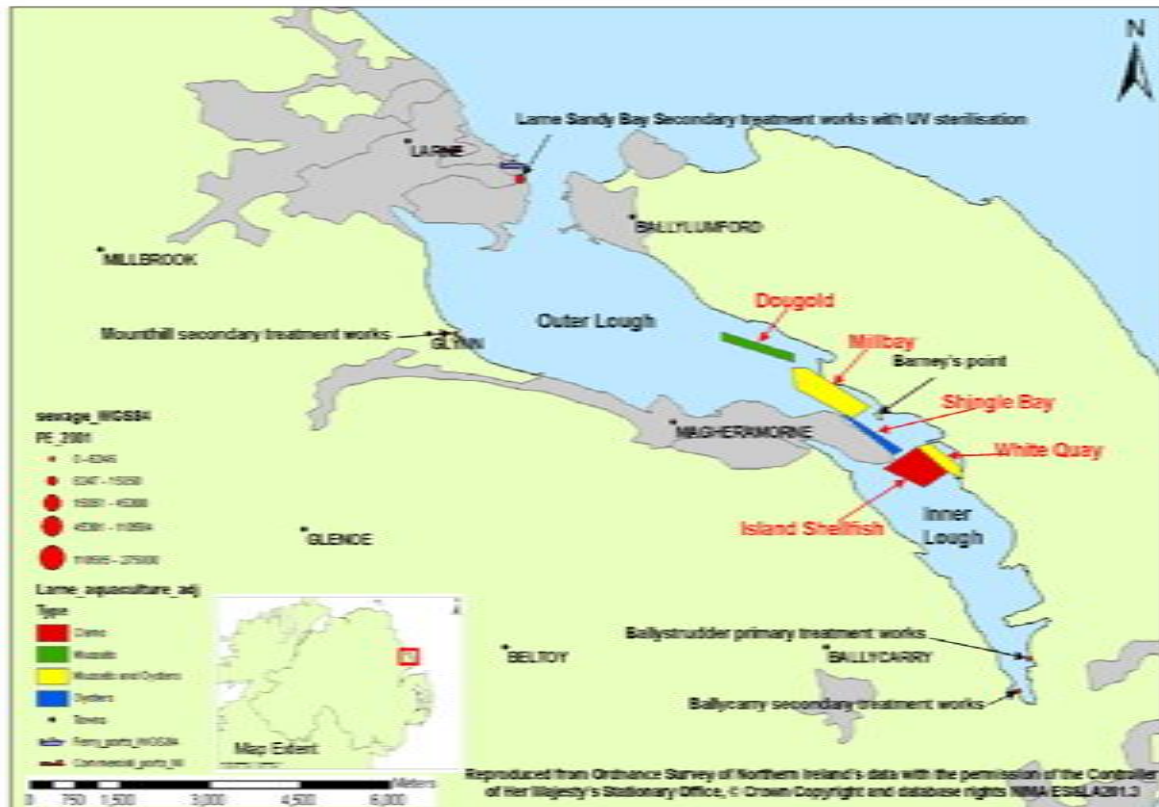 N
Larne Sandy Bay Secondary treatment works with UV sterilisation
LARNE
BALLYLUMFORD
MILLBROOK
Dougold
Outer Lough
Mounthill secondary treatment works
GLYNN
Millbay
Barney's point
Shingle Bay
MAGHERAMORNE
White Quay
Island Shellfish
Inner
Lough
GLENOE
sewage_WGS84
PE_2001
Larne_aquaculture_adj
Type
Clams
Mussels
Mussels and Oysters
Oysters
Towns
Ferry_ports_WGS84
Commercial_ports_NI
Map Extent
BELTOY
Ballystrudder primary treatment works
BALLYCARRY
Ballycarry secondary treatment works
Meters
0 750 1,500 3,000 4,500 6,000
Reproduced from Ordnance Survey of Northern Ireland's data with the permission of the Controller
of Her Majesty's Stationary Office, © Crown Copyright and database rights